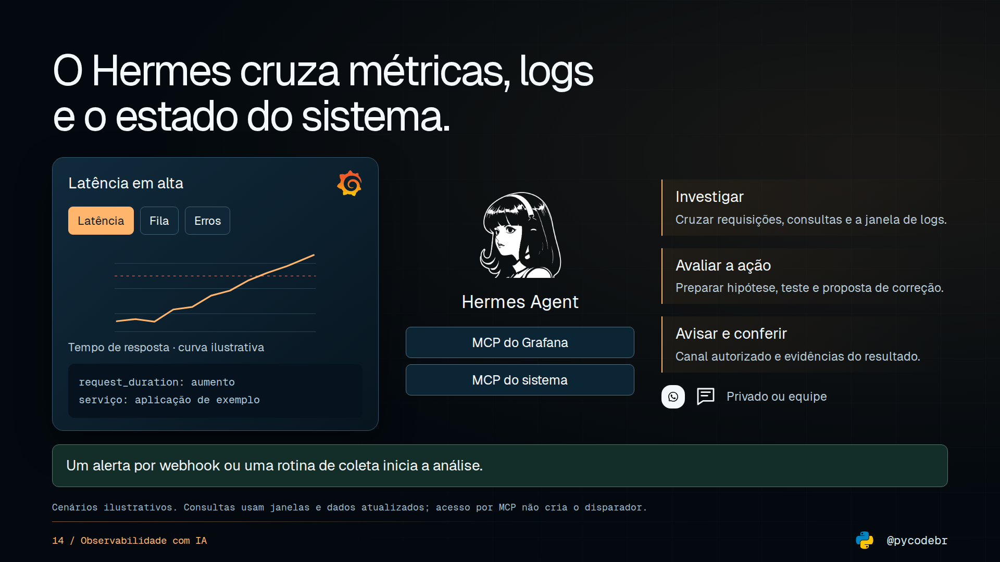 O Hermes cruza métricas, logs
e o estado do sistema.
Latência em alta
Latência
Fila
Erros
Tempo de resposta · curva ilustrativa
request_duration: aumento
serviço: aplicação de exemplo
Hermes Agent
MCP do Grafana
MCP do sistema
Investigar
Cruzar requisições, consultas e a janela de logs.
Avaliar a ação
Preparar hipótese, teste e proposta de correção.
Avisar e conferir
Canal autorizado e evidências do resultado.
Privado ou equipe
Um alerta por webhook ou uma rotina de coleta inicia a análise.
Cenários ilustrativos. Consultas usam janelas e dados atualizados; acesso por MCP não cria o disparador.
14 / Observabilidade com IA
@pycodebr